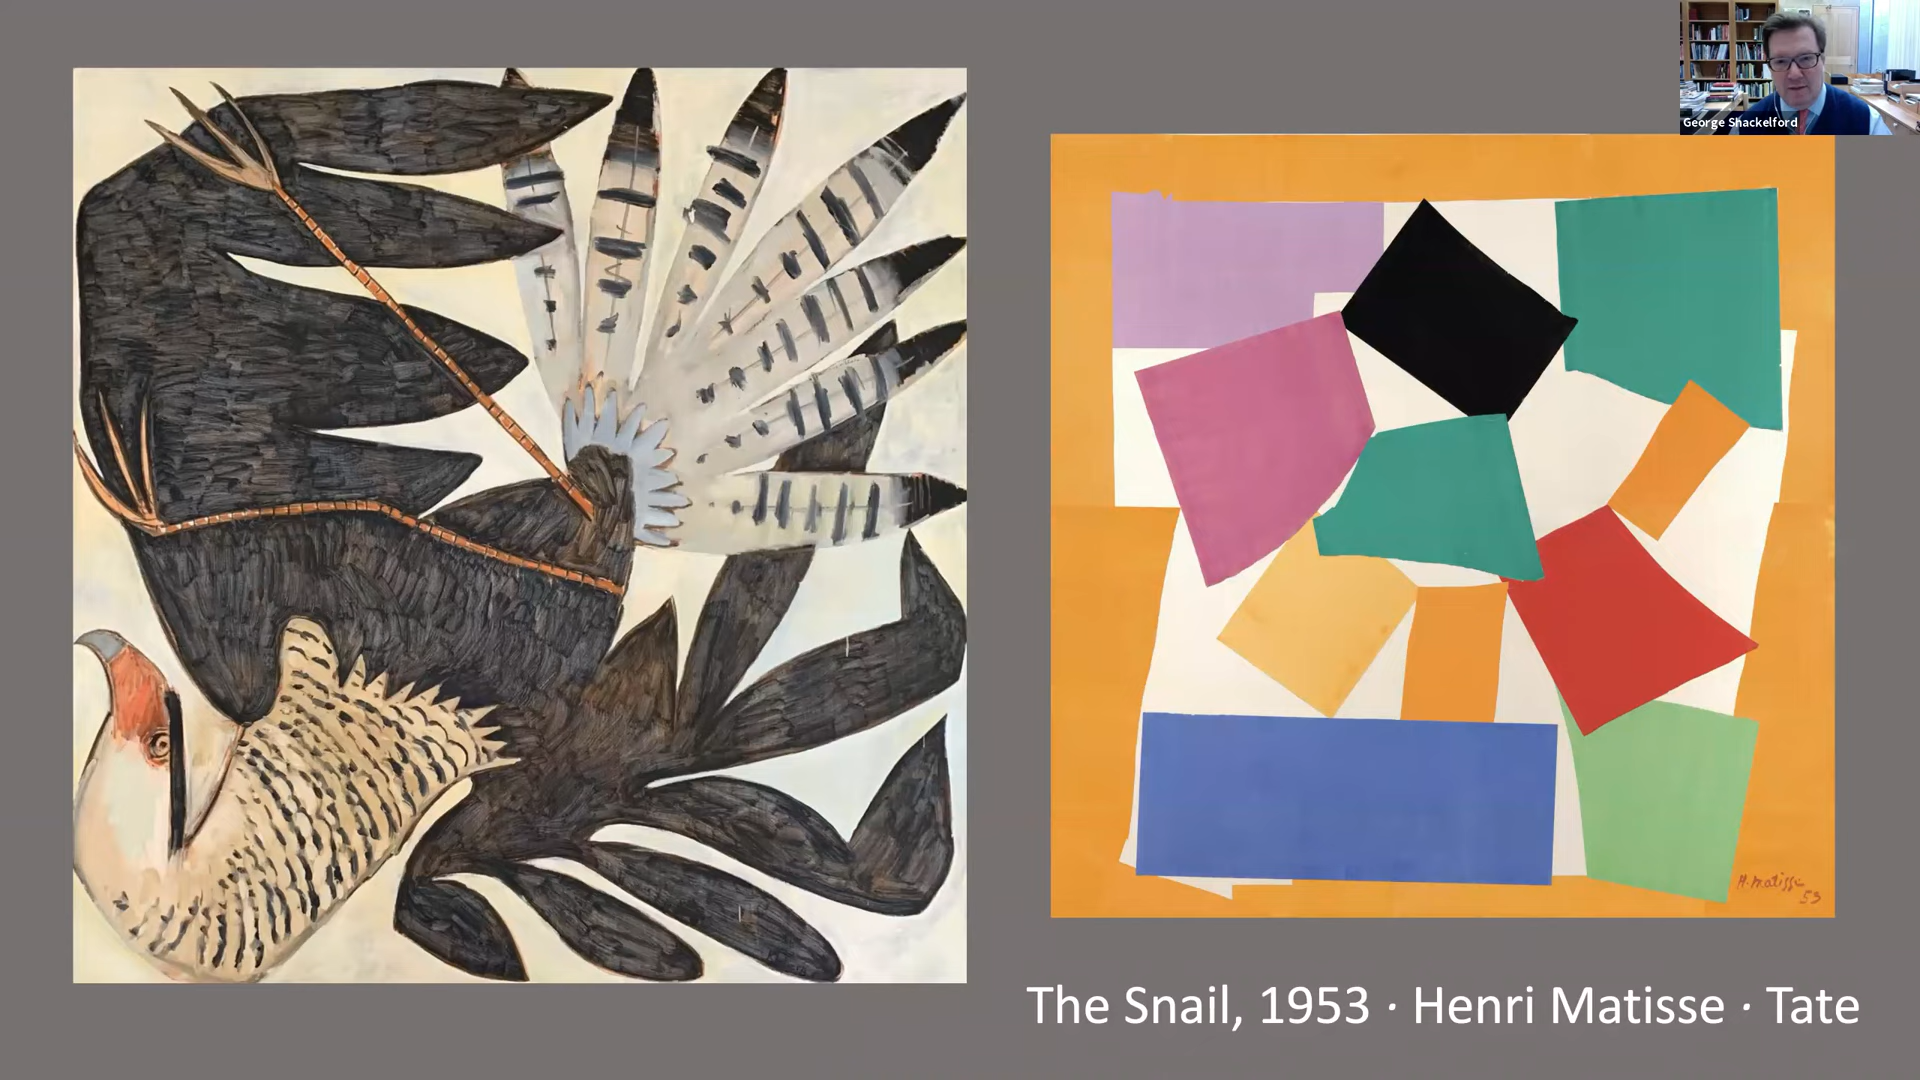 George Shackelford
H. Matisse
53
The Snail, 1953 · Henri Matisse · Tate